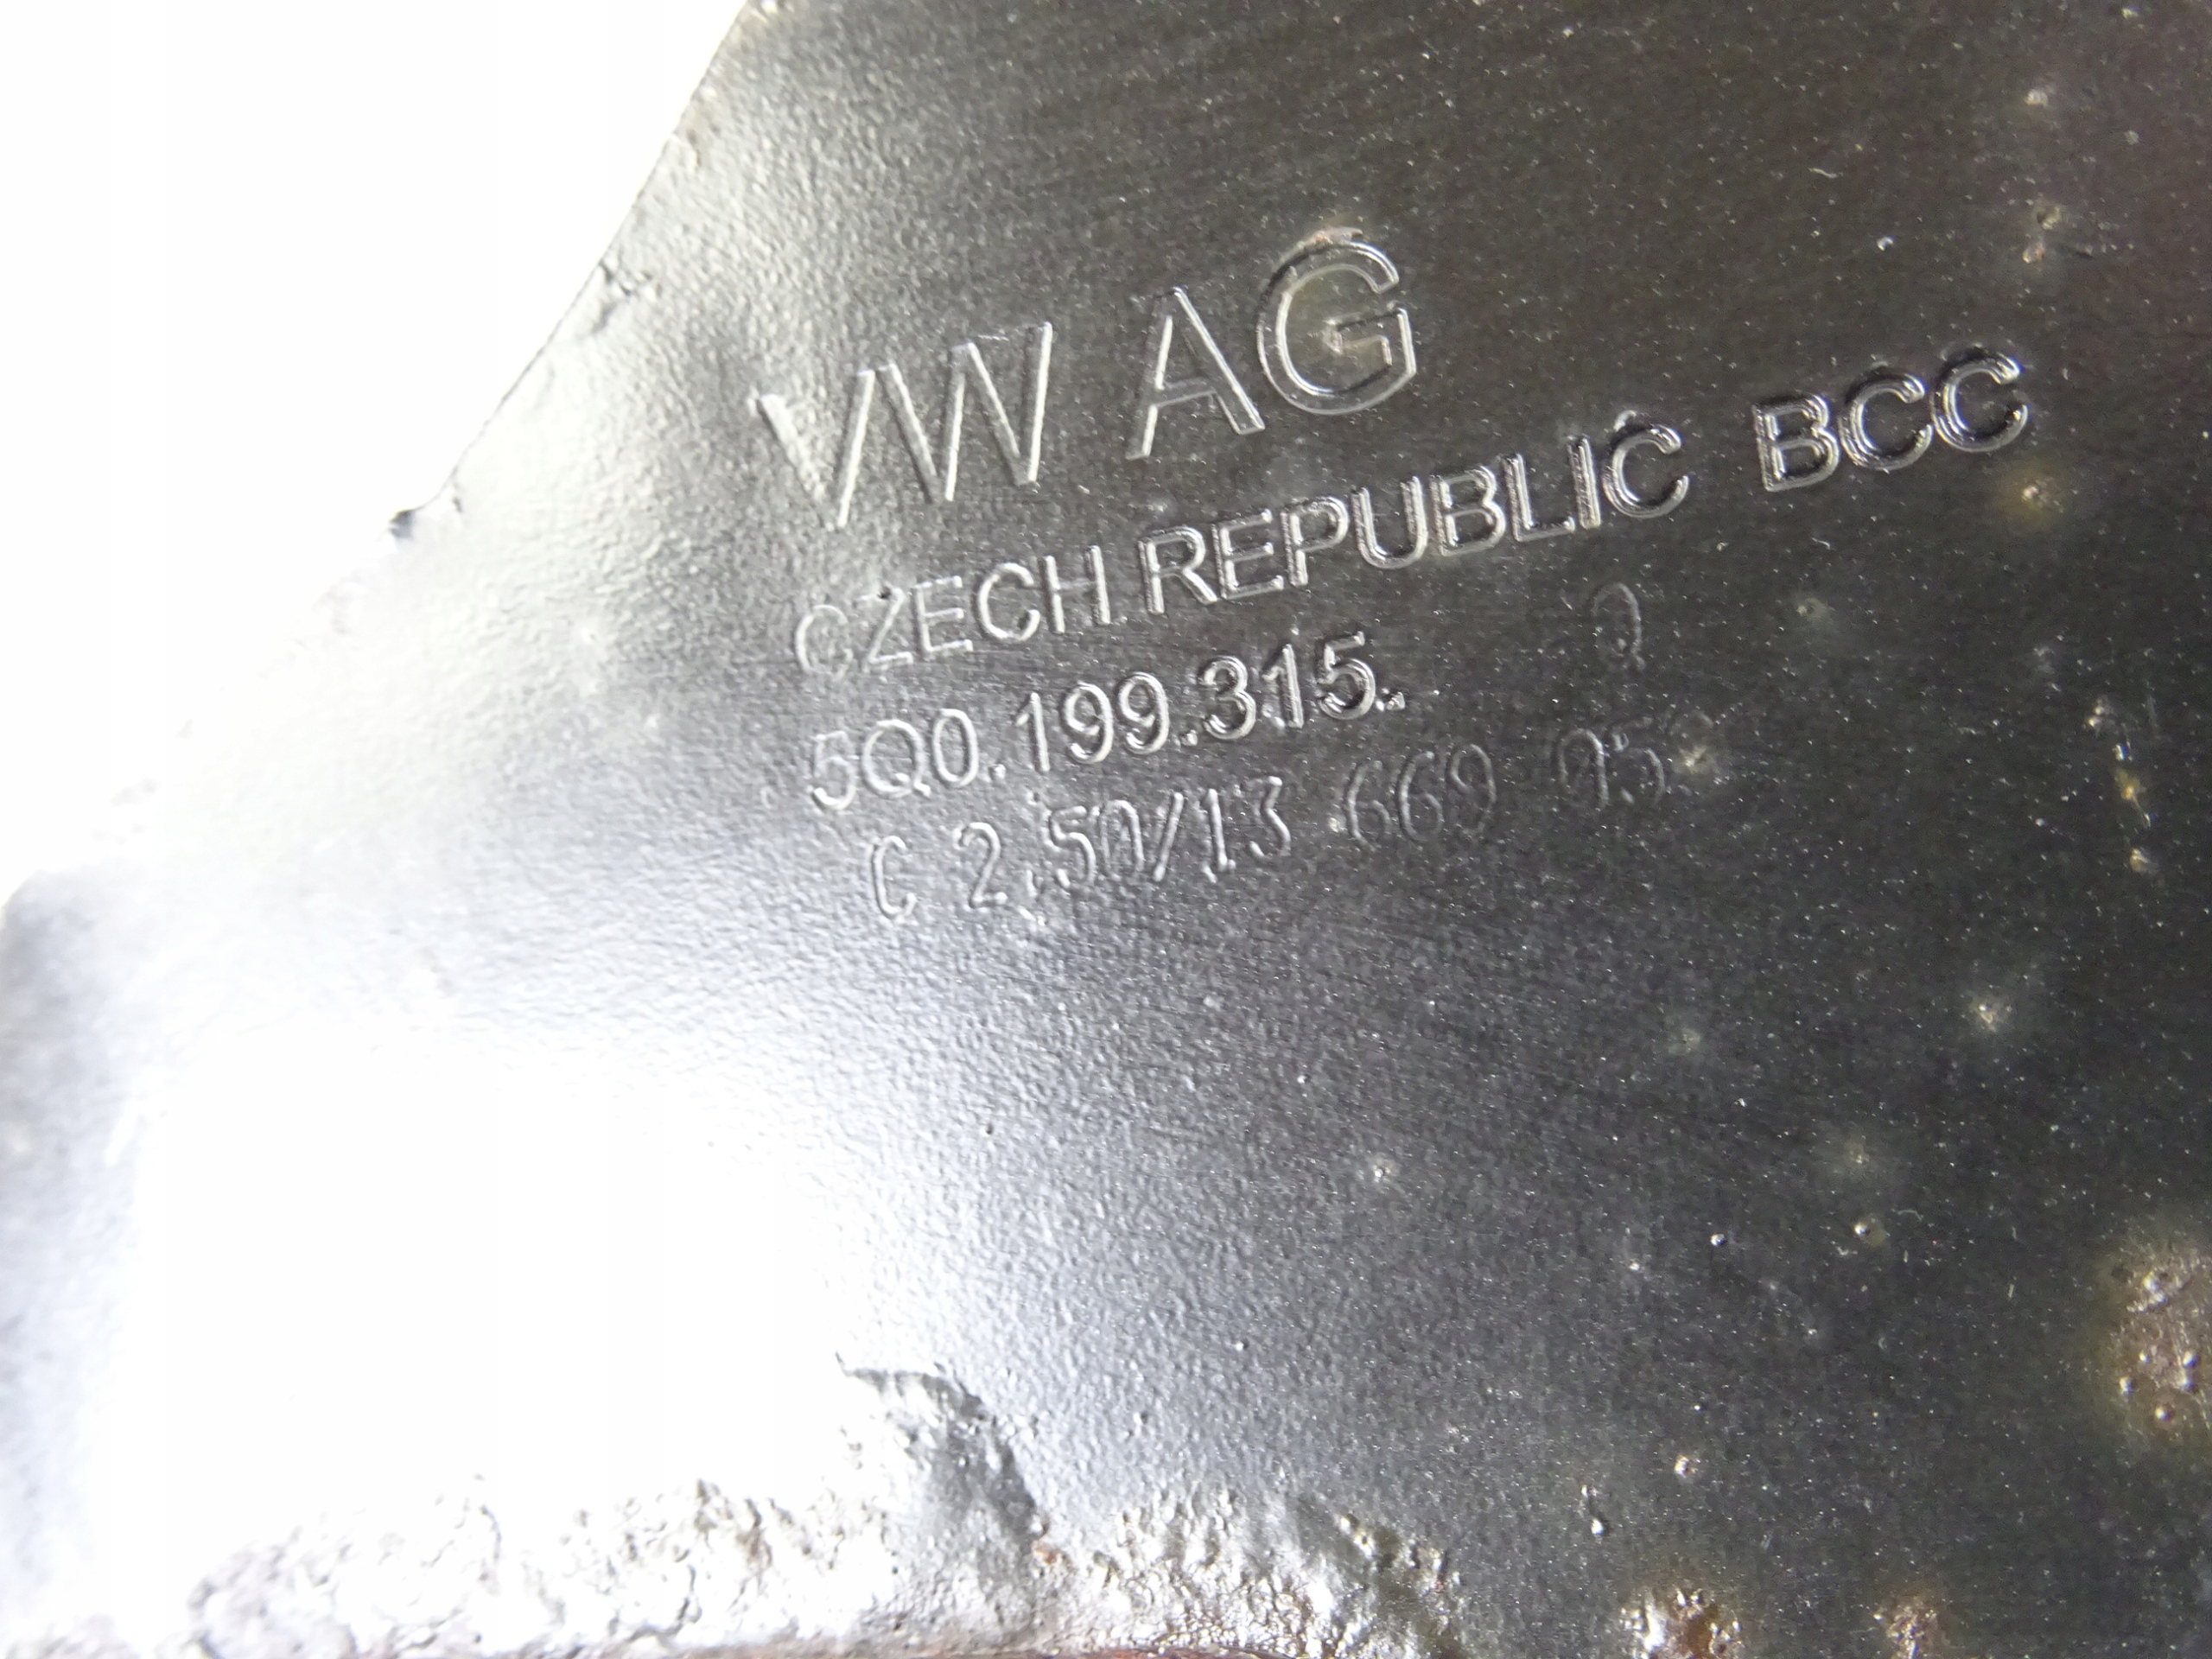 VW AG
CZECH REPUBLIC BCC
5Q0.199.315. Q
C 2,50/13 669